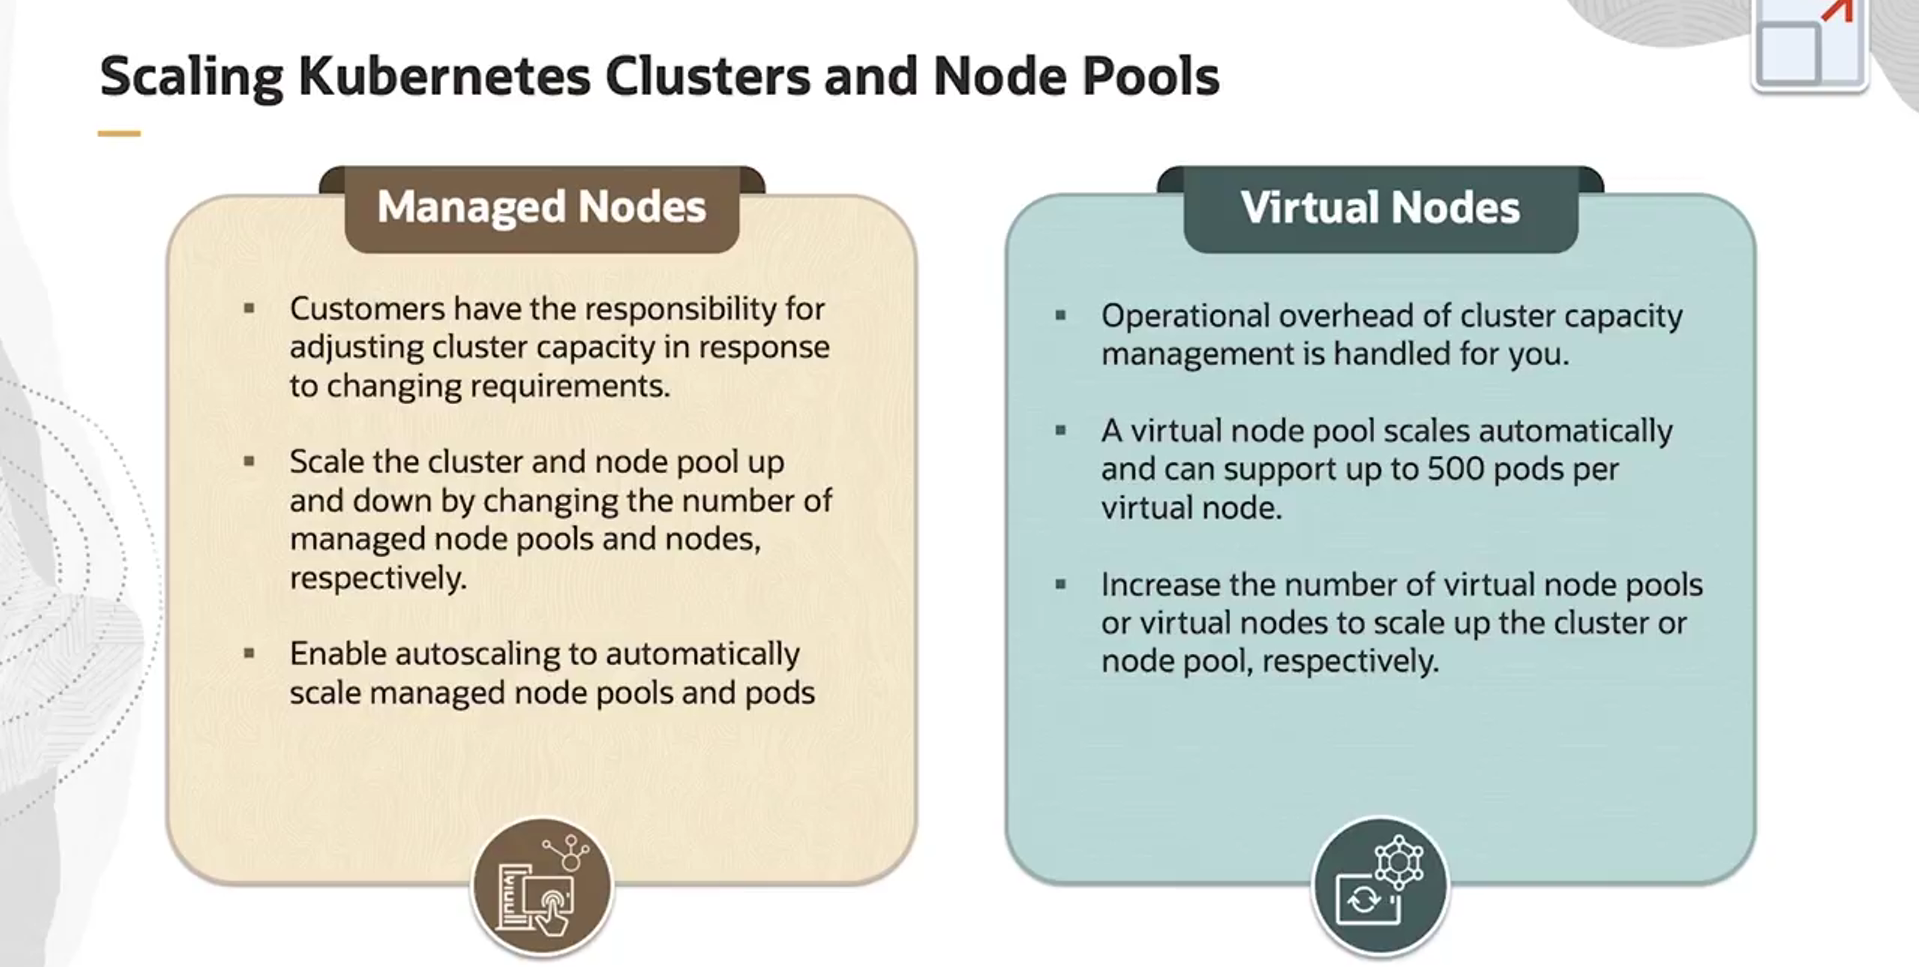 Scaling Kubernetes Clusters and Node Pools
Managed Nodes
▪ Customers have the responsibility for
adjusting cluster capacity in response
to changing requirements.
▪ Scale the cluster and node pool up
and down by changing the number of
managed node pools and nodes,
respectively.
▪ Enable autoscaling to automatically
scale managed node pools and pods
Virtual Nodes
▪ Operational overhead of cluster capacity
management is handled for you.
▪ A virtual node pool scales automatically
and can support up to 500 pods per
virtual node.
▪ Increase the number of virtual node pools
or virtual nodes to scale up the cluster or
node pool, respectively.